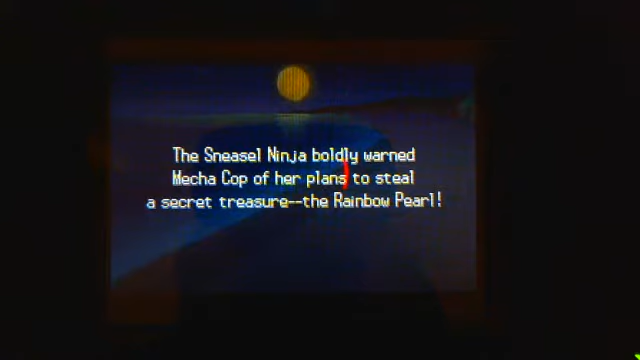 The Sneasel Ninja boldly warned
Mecha Cop of her plans to steal
a secret treasure--the Rainbow Pearl!